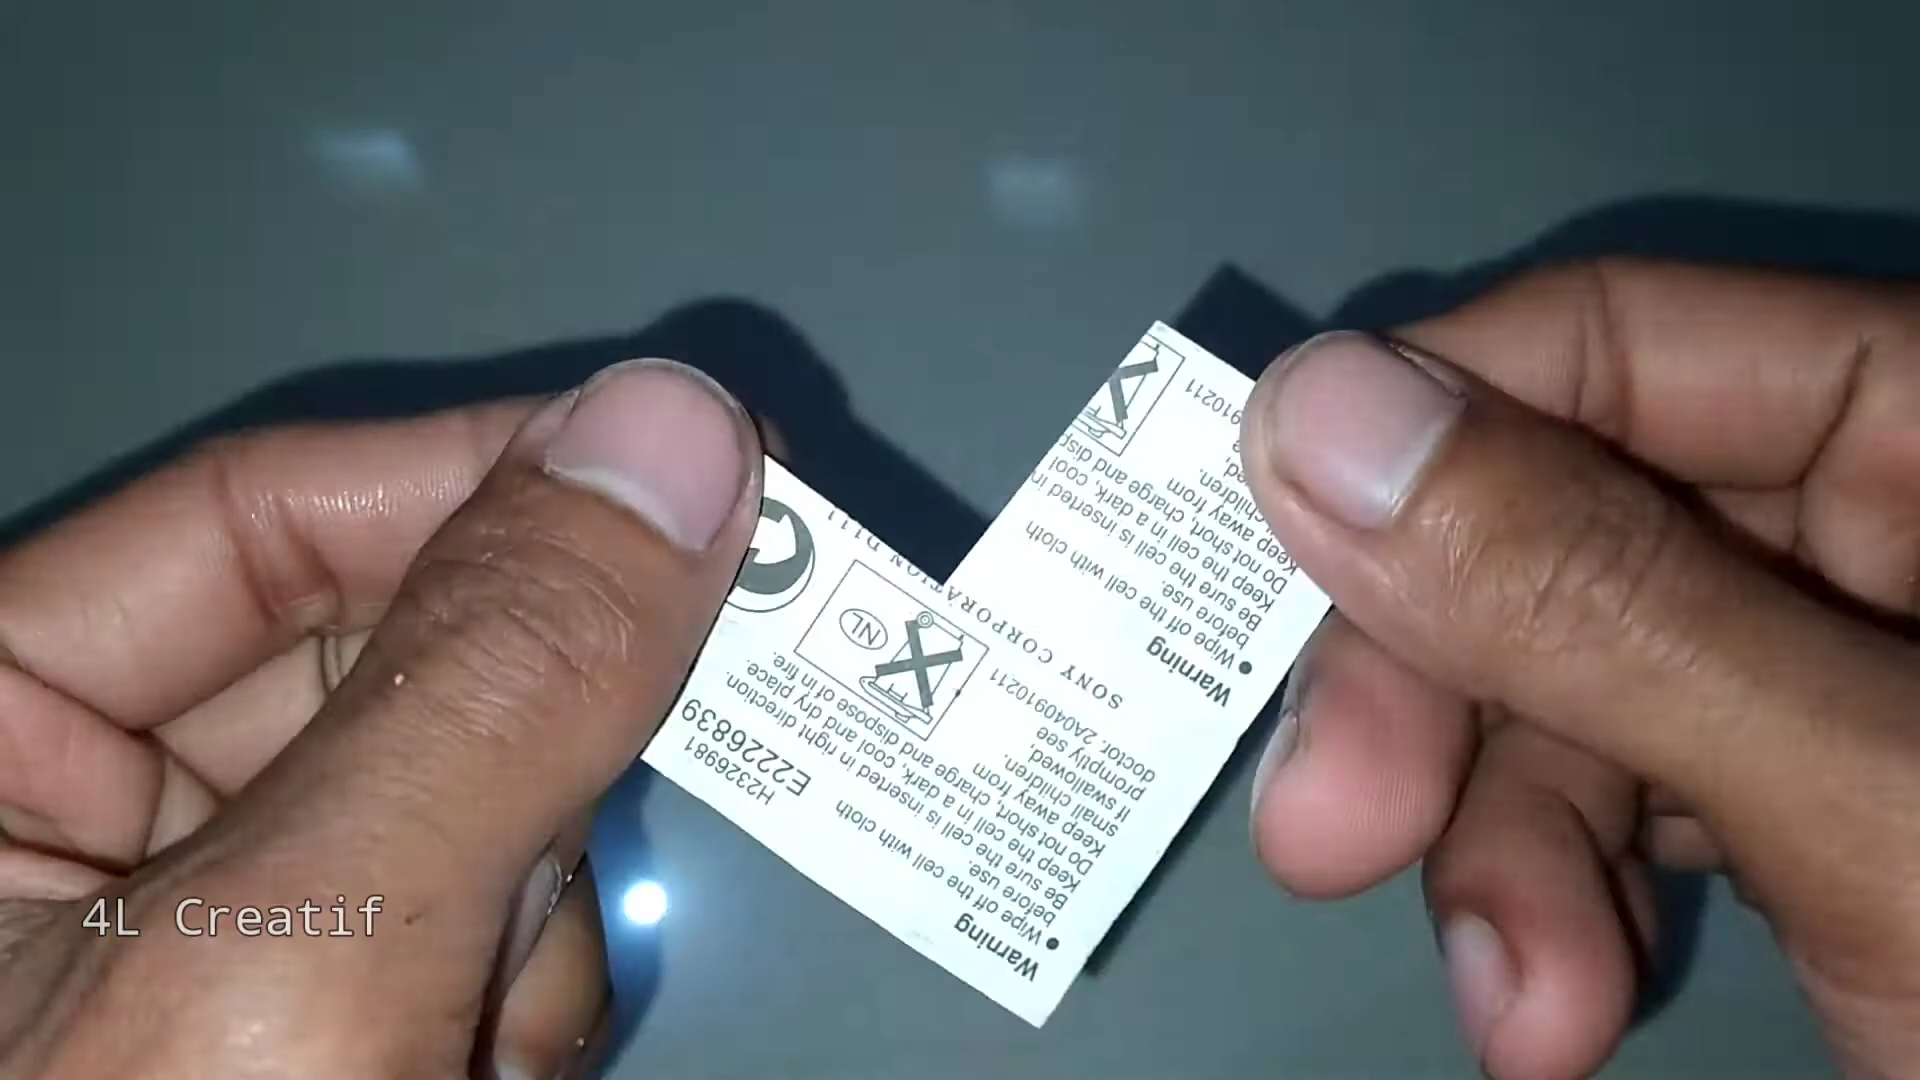 Warning
• Wipe off the cell with cloth
before use.
Be sure the cell is inserted in
Keep the cell in a dark, cool
Do not short, charge and disp
Keep away from
children.
910211
SONY CORPORATION D111
Warning
• Wipe off the cell with cloth
before use.
Be sure the cell is inserted in right direction.
Keep the cell in a dark, cool and dry place.
Do not short, charge and dispose of in fire.
Keep away from
small children.
If swallowed,
promptly see
doctor. 2A040910211
NL
E22226839
H2326981
4L Creatif